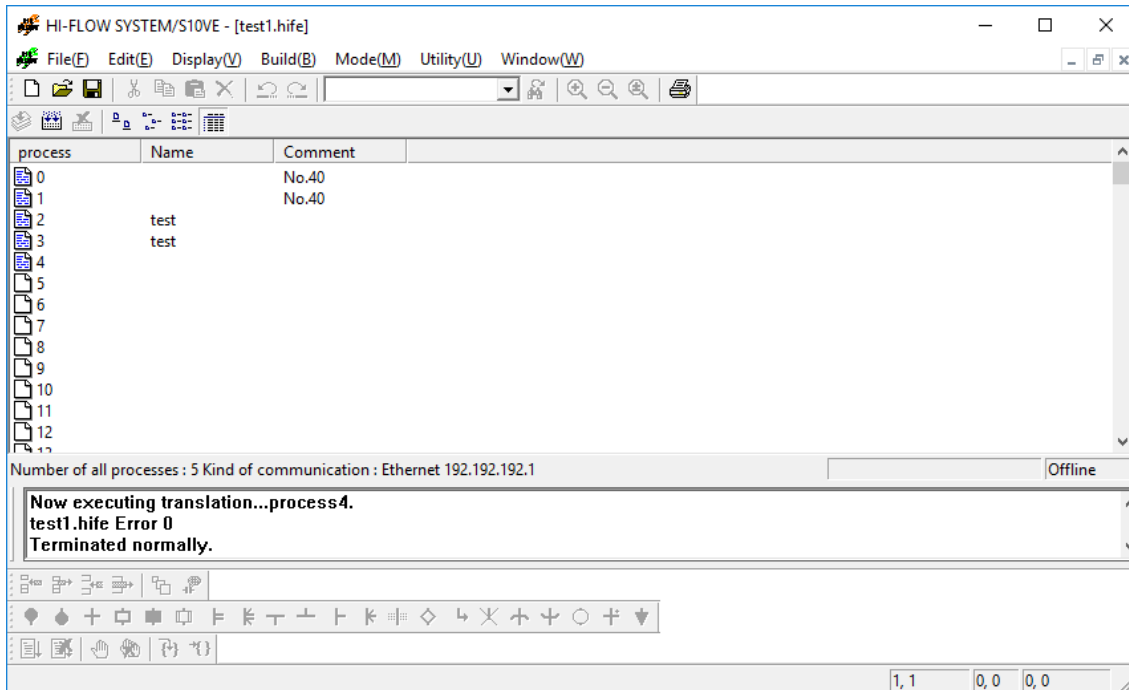 HI-FLOW SYSTEM/S10VE - [test1.hife]
File(F) Edit(E) Display(V) Build(B) Mode(M) Utility(U) Window(W)
process Name Comment
0 No.40
1 No.40
2 test
3 test
4
5
6
7
8
9
10
11
12
Number of all processes : 5 Kind of communication : Ethernet 192.192.192.1 Offline
Now executing translation...process4.
test1.hife Error 0
Terminated normally.
1, 1 0, 0 0, 0